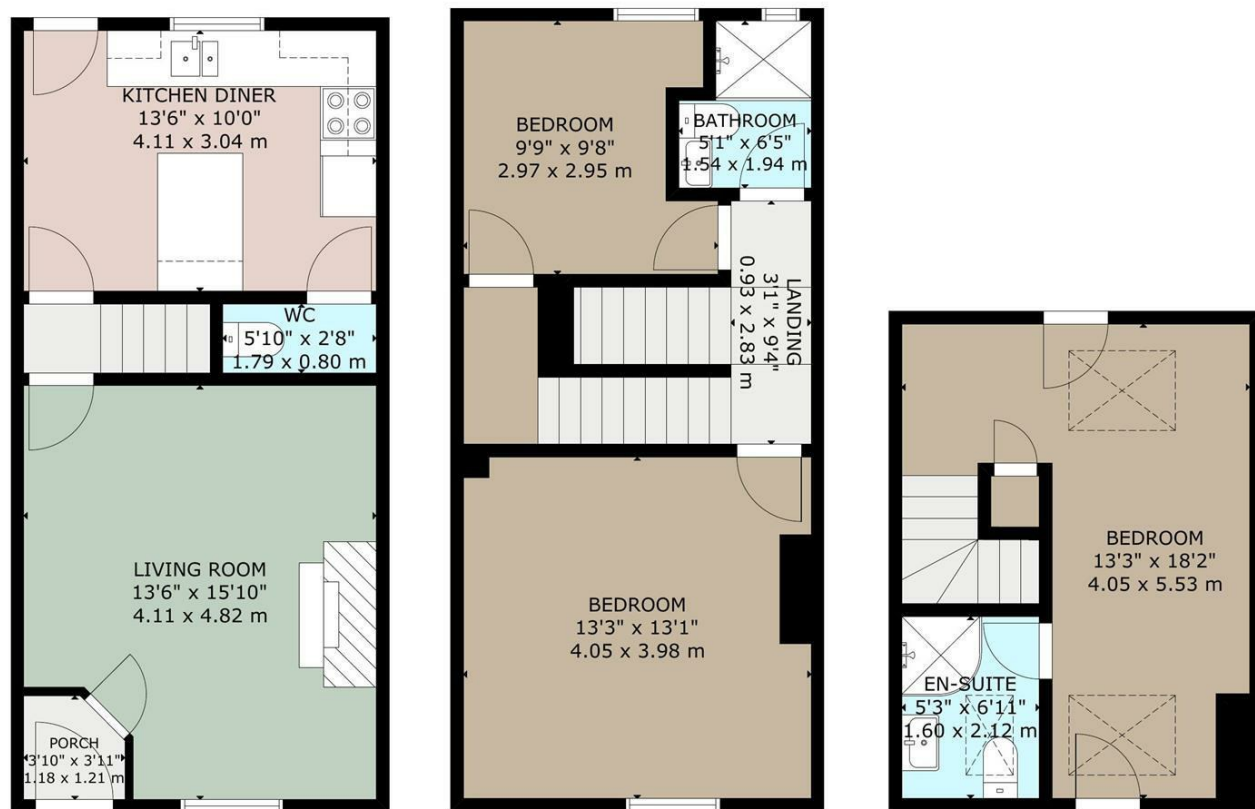 KITCHEN DINER
13'6" x 10'0"
4.11 x 3.04 m
WC
5'10" x 2'8"
1.79 x 0.80 m
LIVING ROOM
13'6" x 15'10"
4.11 x 4.82 m
PORCH
3'10" x 3'11"
1.18 x 1.21 m
BEDROOM
9'9" x 9'8"
2.97 x 2.95 m
BATHROOM
5'1" x 6'5"
1.54 x 1.94 m
LANDING
3'1" x 9'4"
0.93 x 2.83 m
BEDROOM
13'3" x 13'1"
4.05 x 3.98 m
BEDROOM
13'3" x 18'2"
4.05 x 5.53 m
EN-SUITE
5'3" x 6'11"
1.60 x 2.12 m